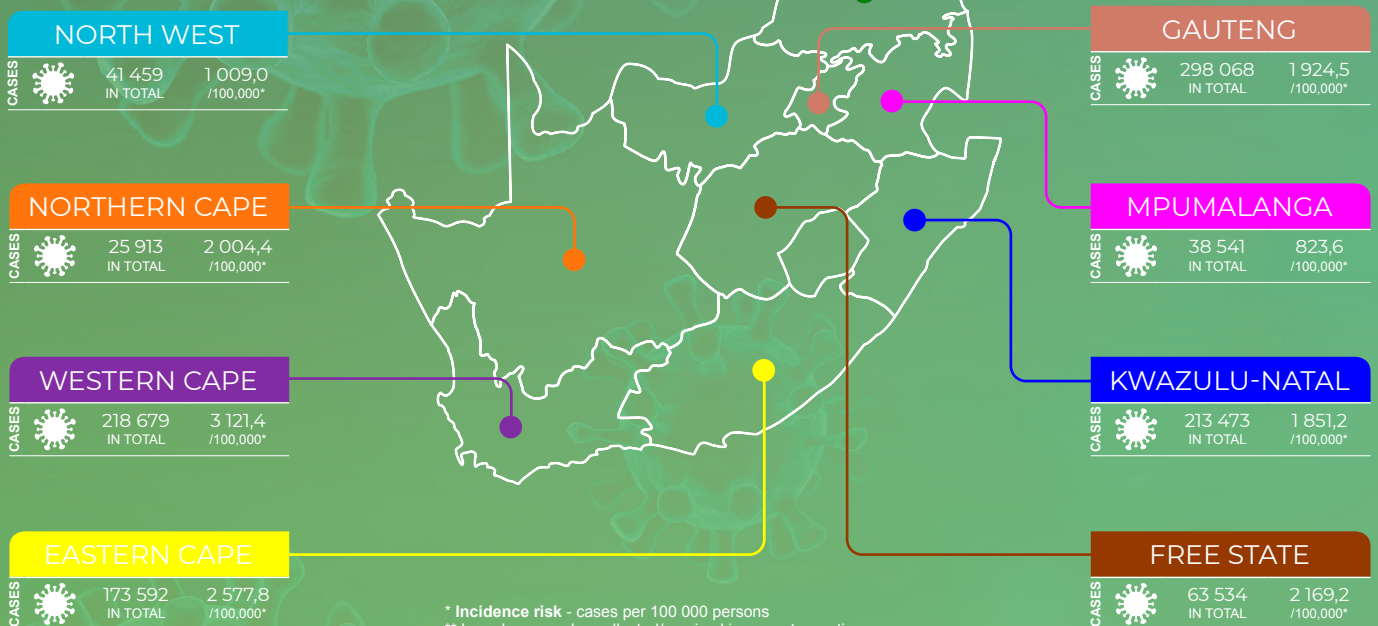 NORTH WEST
CASES
41 459
1 009,0
IN TOTAL
/100,000*
NORTHERN CAPE
CASES
25 913
2 004,4
IN TOTAL
/100,000*
WESTERN CAPE
CASES
218 679
3 121,4
IN TOTAL
/100,000*
EASTERN CAPE
CASES
173 592
2 577,8
IN TOTAL
/100,000*
GAUTENG
CASES
298 068
1 924,5
IN TOTAL
/100,000*
MPUMALANGA
CASES
38 541
823,6
IN TOTAL
/100,000*
KWAZULU-NATAL
CASES
213 473
1 851,2
IN TOTAL
/100,000*
FREE STATE
CASES
63 534
2 169,2
IN TOTAL
/100,000*
* Incidence risk - cases per 100 000 persons